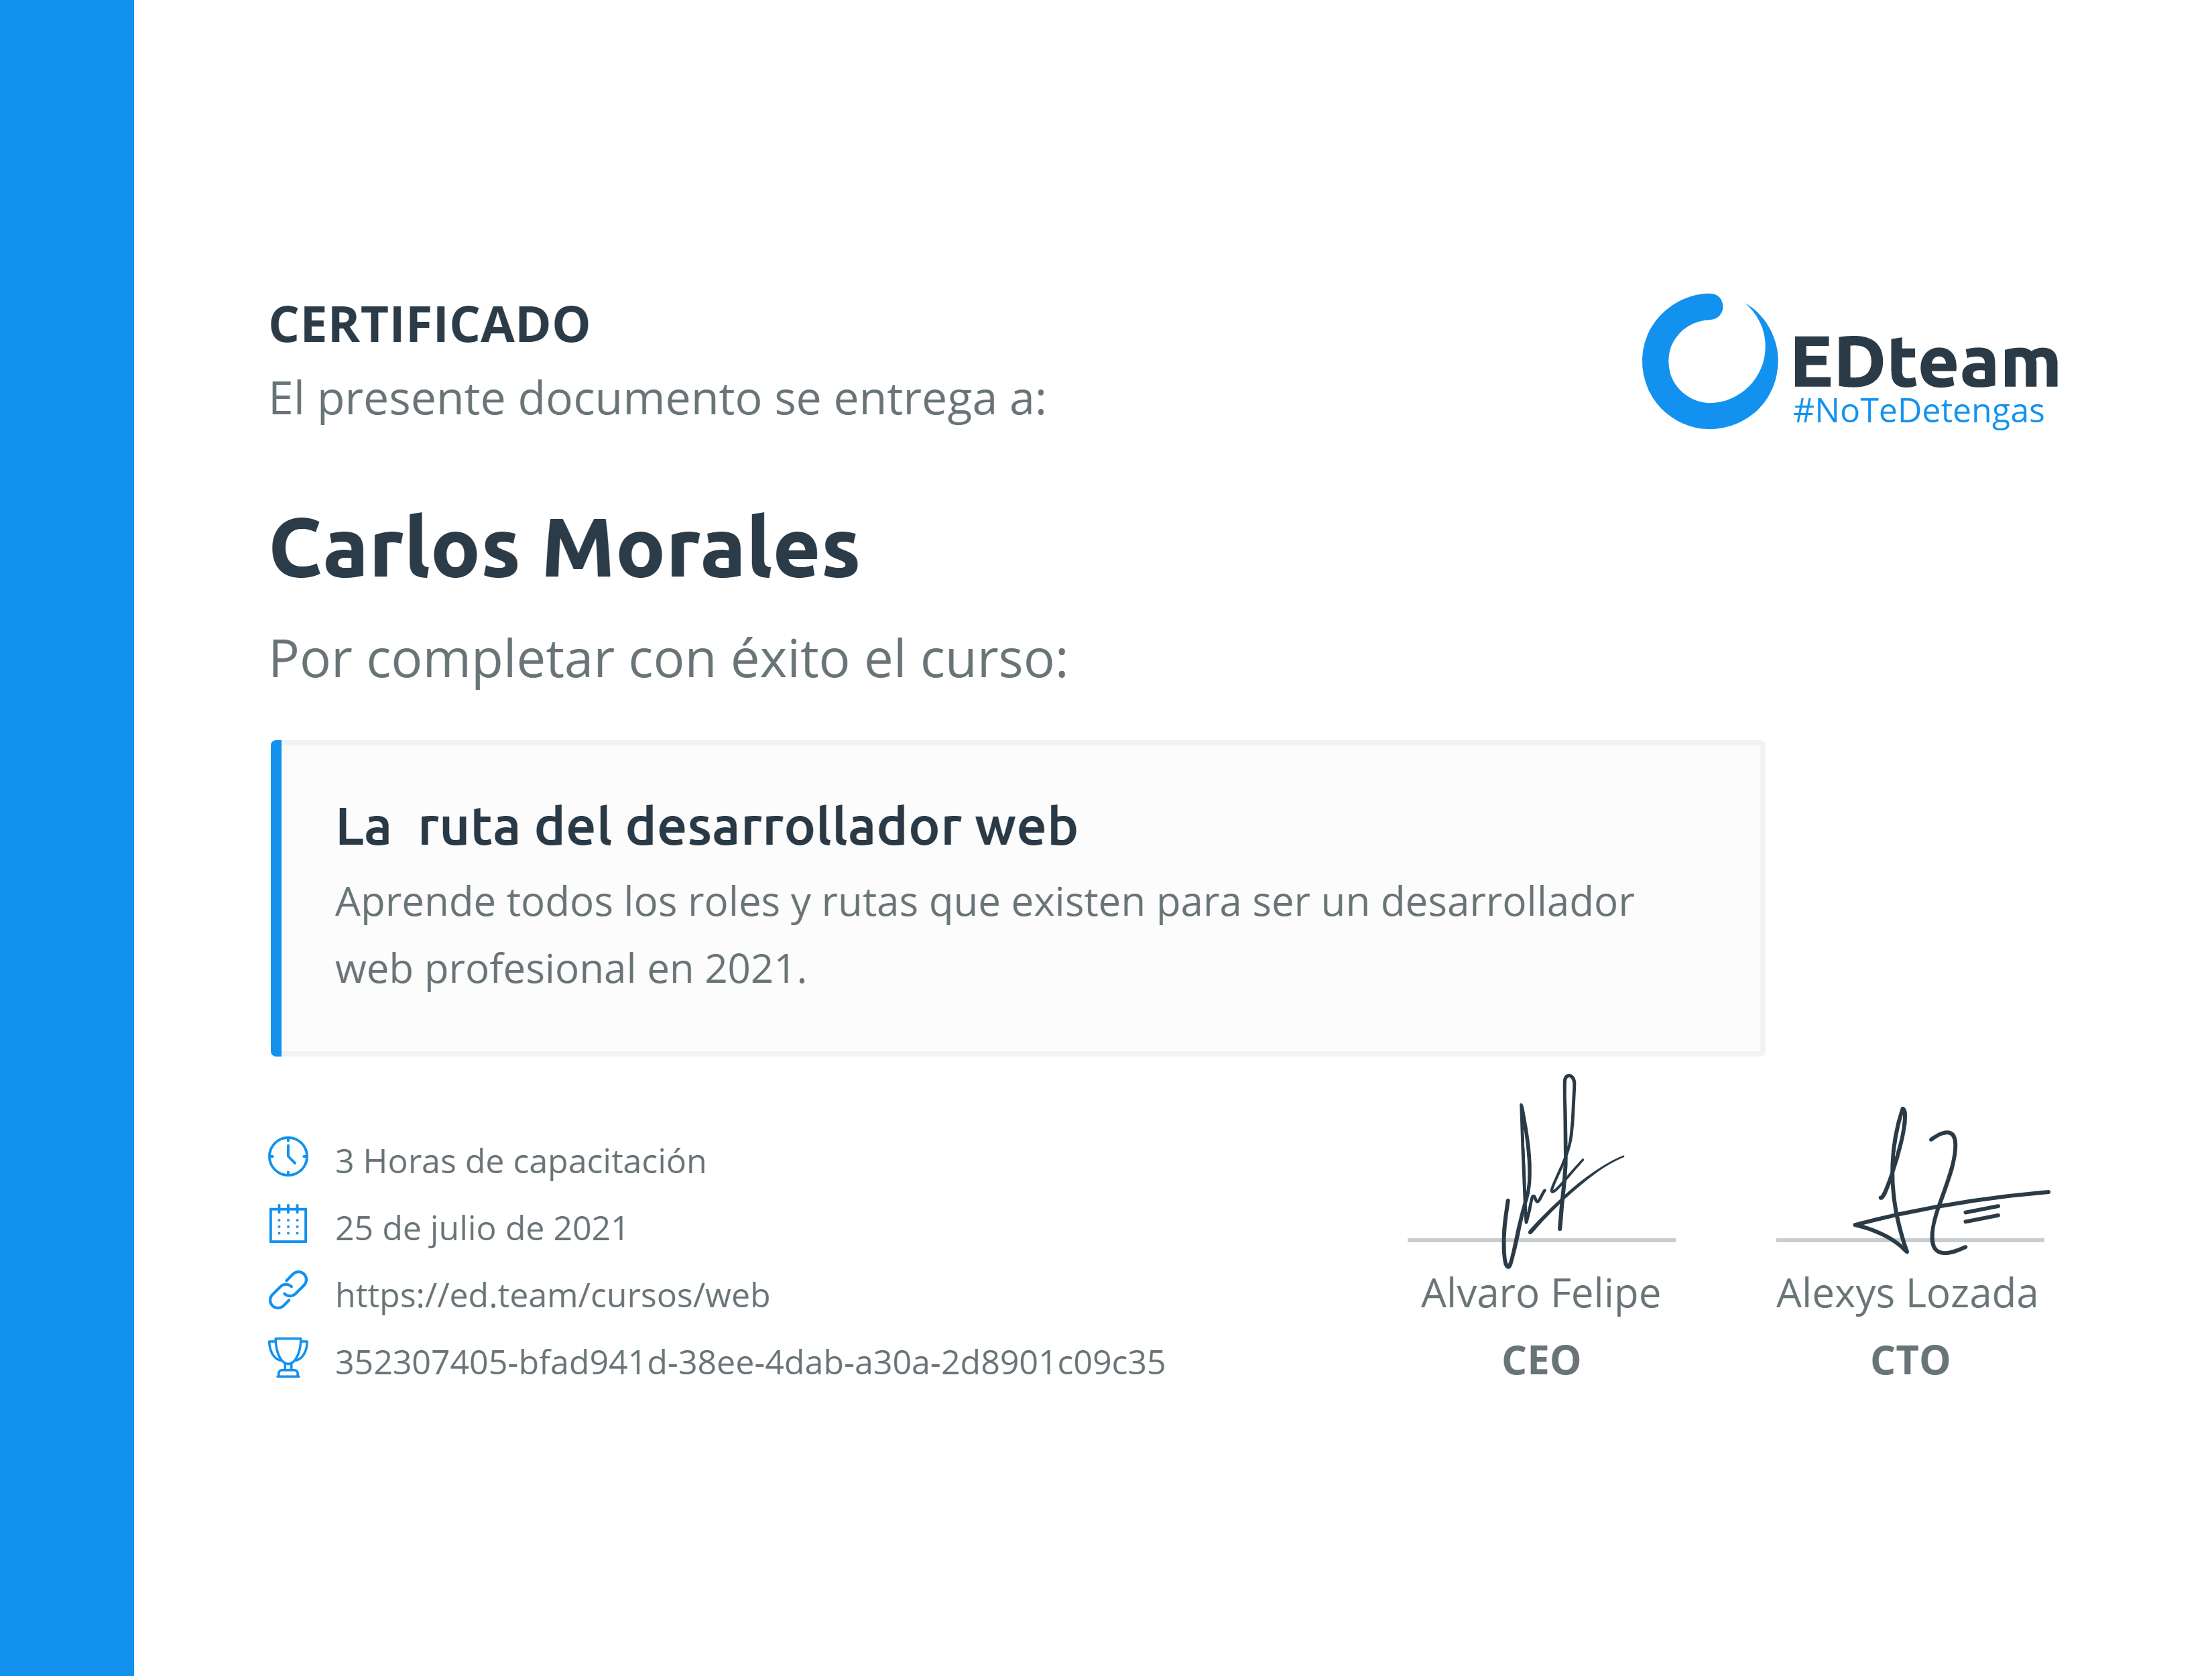 CERTIFICADO
El presente documento se entrega a:
EDteam
#NoTeDetengas
Carlos Morales
Por completar con éxito el curso:
La  ruta del desarrollador web
Aprende todos los roles y rutas que existen para ser un desarrollador
web profesional en 2021.
3 Horas de capacitación
25 de julio de 2021
https://ed.team/cursos/web
352307405-bfad941d-38ee-4dab-a30a-2d8901c09c35
Alvaro Felipe
CEO
Alexys Lozada
CTO